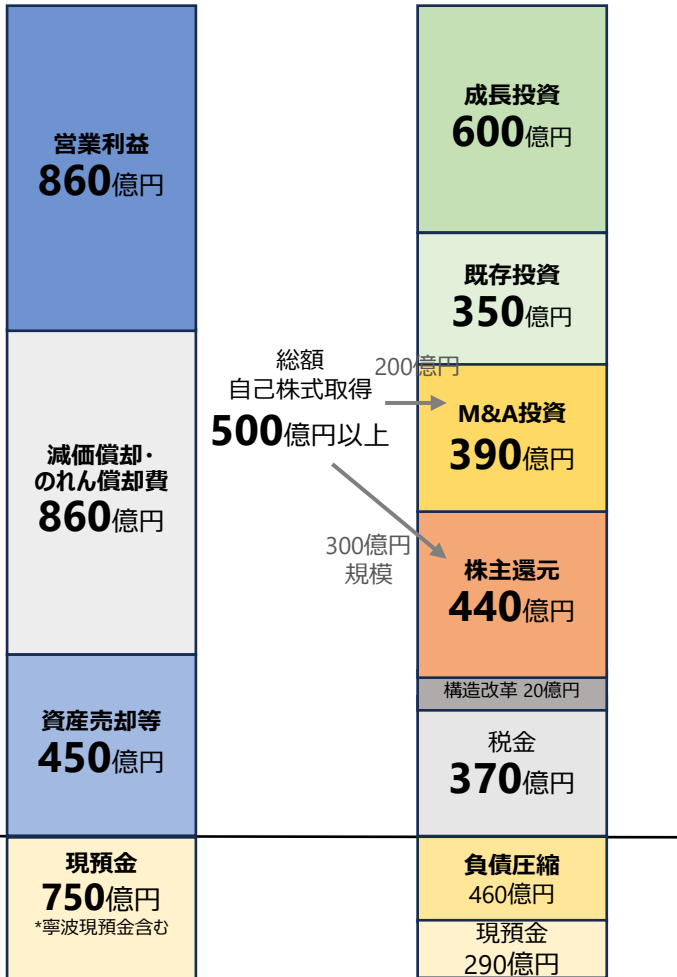 営業利益
860億円
減価償却・
のれん償却費
860億円
資産売却等
450億円
現預金
750億円
*寧波現預金含む
総額
自己株式取得
500億円以上
200億円
300億円
規模
成長投資
600億円
既存投資
350億円
M&A投資
390億円
株主還元
440億円
構造改革 20億円
税金
370億円
負債圧縮
460億円
現預金
290億円